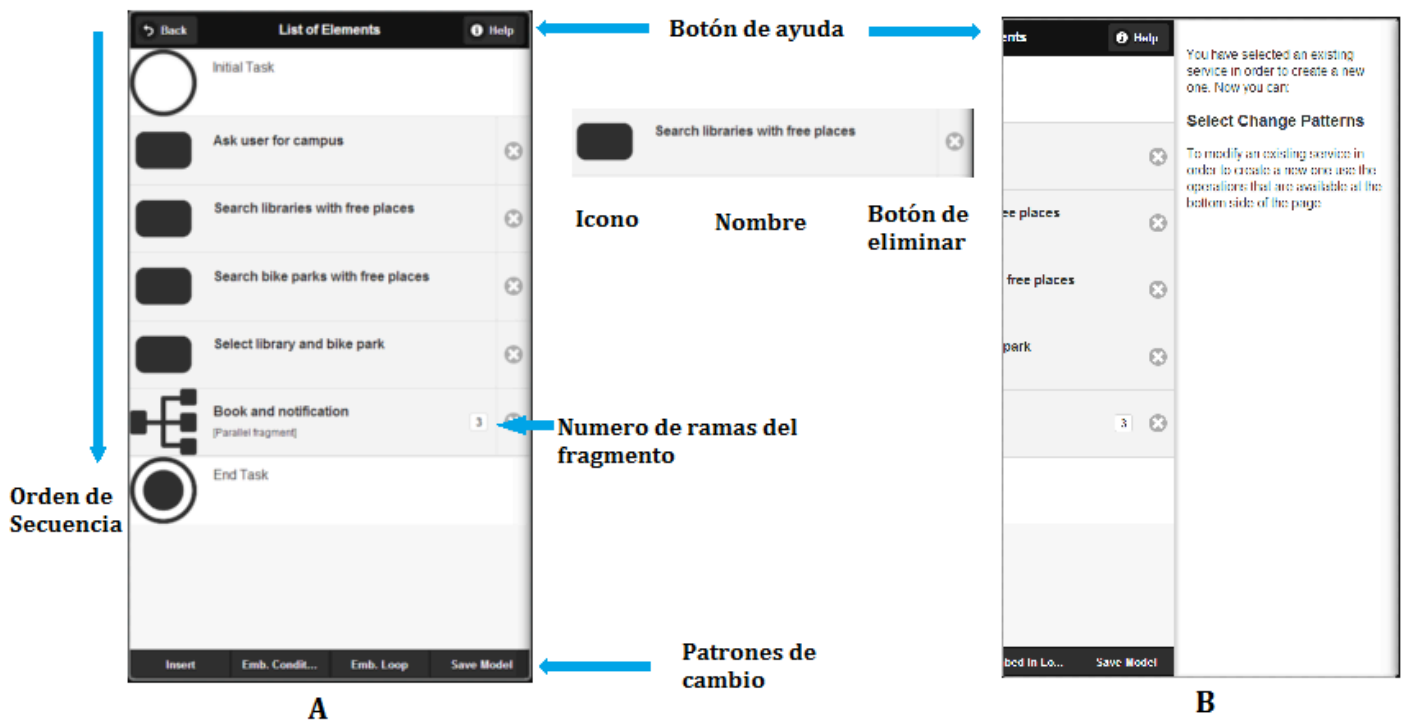 Back
List of Elements
Help
Initial Task
Ask user for campus
Search libraries with free places
Search bike parks with free places
Select library and bike park
Book and notification
[Parallel fragment]
3
End Task
Insert
Emb. Condit...
Emb. Loop
Save Model
Orden de
Secuencia
A
Botón de ayuda
Search libraries with free places
Icono
Nombre
Botón de
eliminar
Numero de ramas del
fragmento
Patrones de
cambio
ents
Help
ee places
free places
park
3
bed in Lo...
Save Model
You have selected an existing
service in order to create a new
one. Now you can:
Select Change Patterns
To modify an existing service in
order to create a new one use the
operations that are available at the
bottom side of the page
B